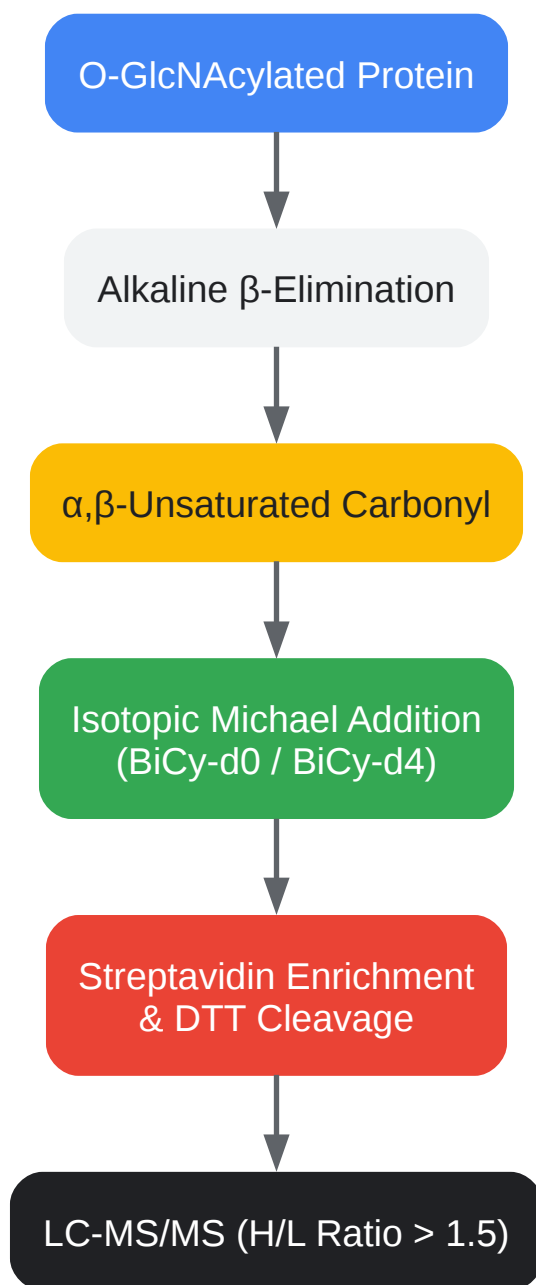 O-GlcNAcylated Protein
Alkaline β-Elimination
α,β-Unsaturated Carbonyl
Isotopic Michael Addition
(BiCy-d0 / BiCy-d4)
Streptavidin Enrichment
& DTT Cleavage
LC-MS/MS (H/L Ratio > 1.5)